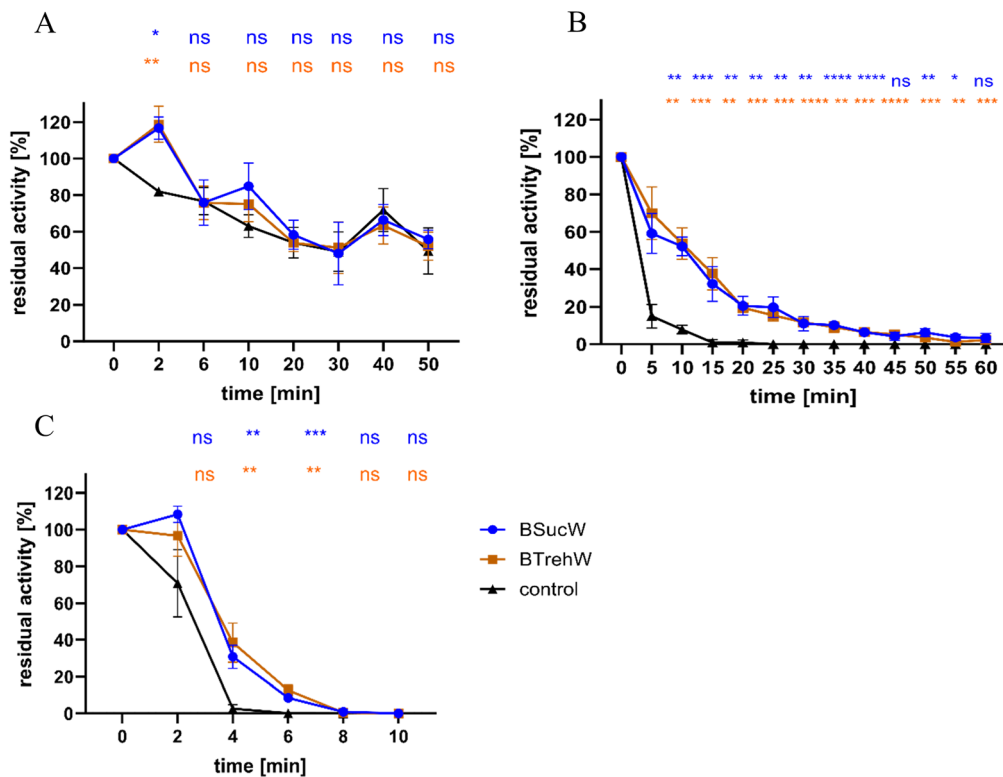 A
* ns ns ns ns ns ns
** ns ns ns ns ns ns
120
100
80
60
40
20
0
residual activity [%]
0 2 6 10 20 30 40 50
time [min]
B
** *** ** ** ** ** **** **** ns ** * ns
** *** ** *** *** **** ** *** **** *** ** ***
120
100
80
60
40
20
0
residual activity [%]
0 5 10 15 20 25 30 35 40 45 50 55 60
time [min]
C
ns ** *** ns ns
ns ** ** ns ns
120
100
80
60
40
20
0
residual activity [%]
0 2 4 6 8 10
time [min]
BSucW
BTrehW
control